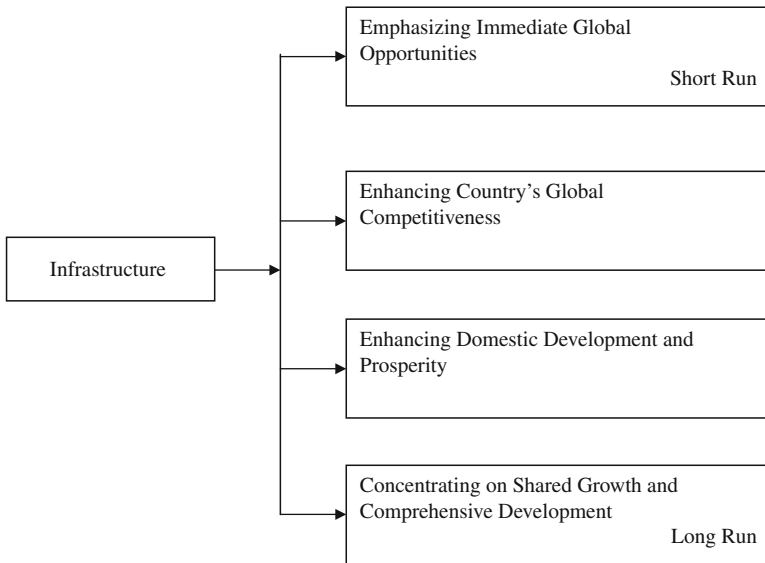 Emphasizing Immediate Global
Opportunities
Short Run
Enhancing Country's Global
Competitiveness
Infrastructure
Enhancing Domestic Development and
Prosperity
Concentrating on Shared Growth and
Comprehensive Development
Long Run